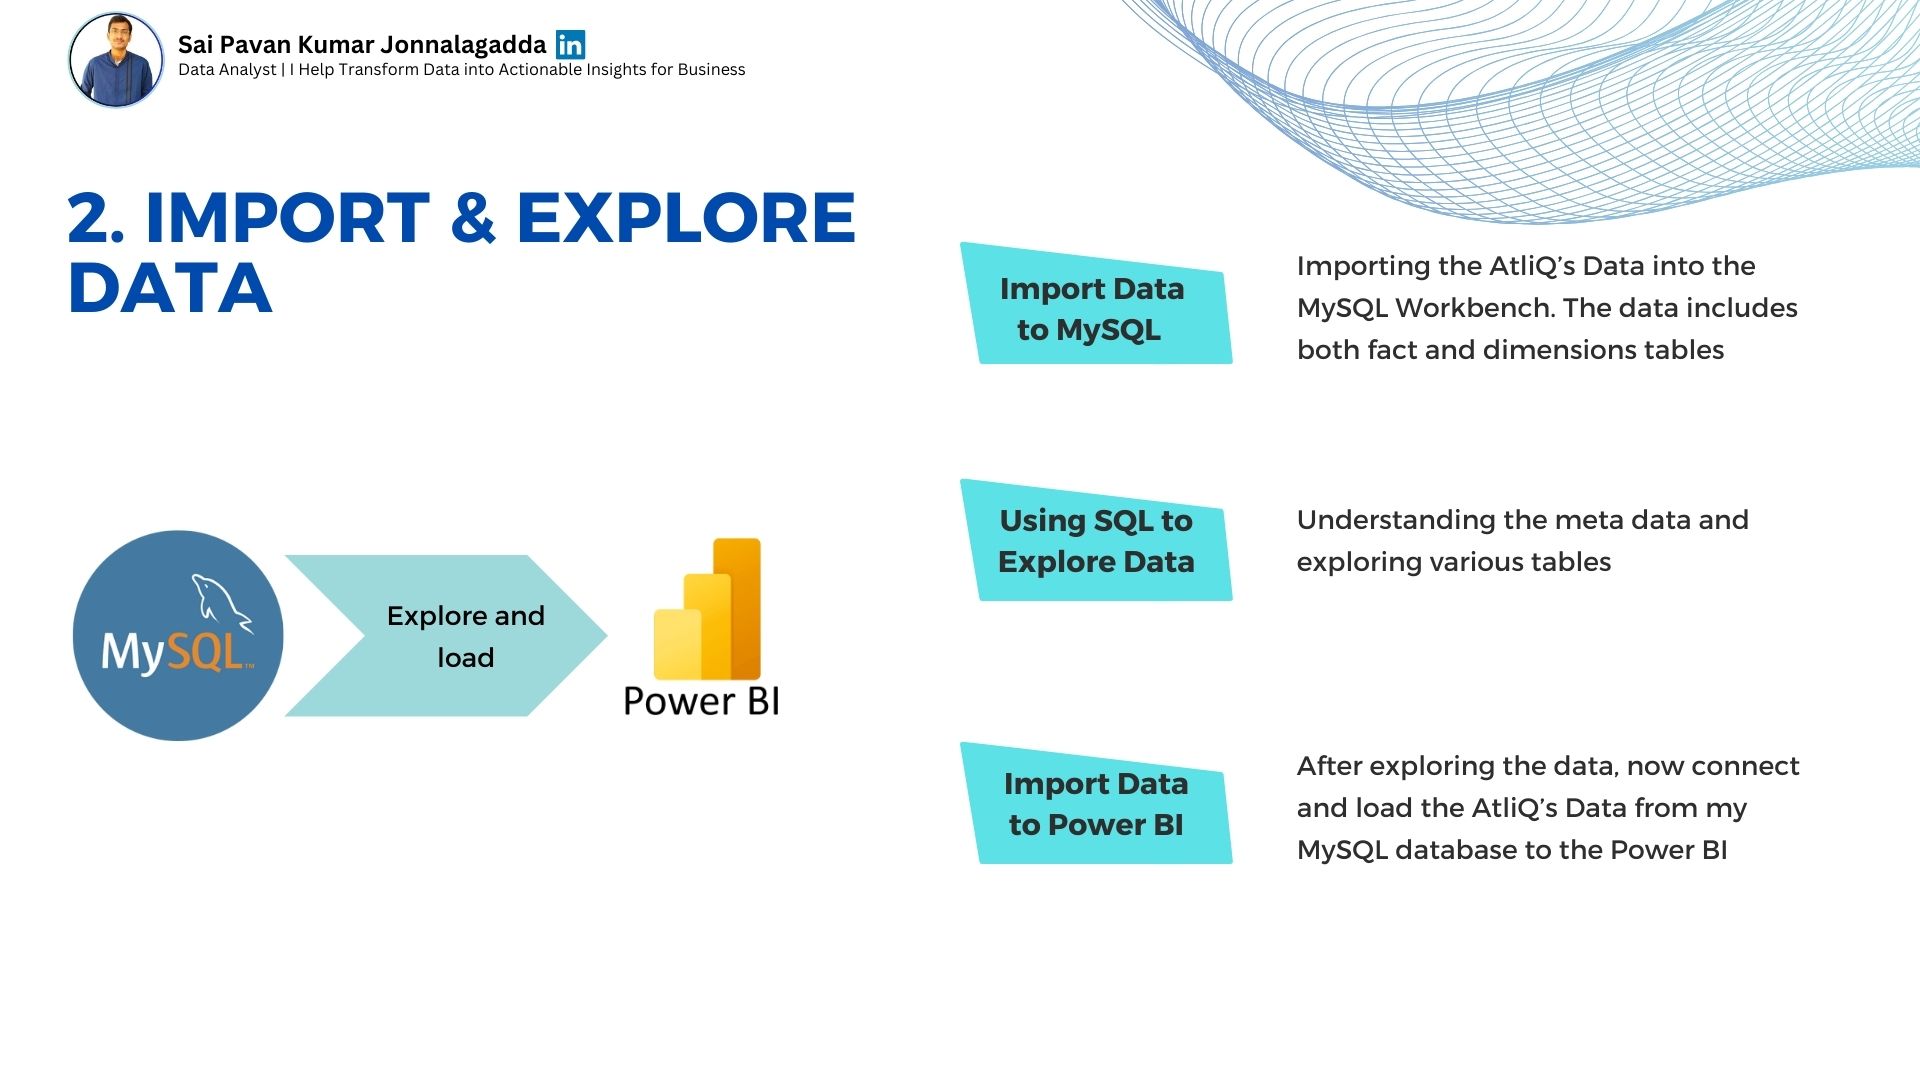 Sai Pavan Kumar Jonnalagadda in
Data Analyst | I Help Transform Data into Actionable Insights for Business
2. IMPORT & EXPLORE
DATA
MySQL™
Explore and
load
Power BI
Import Data
to MySQL
Importing the AtliQ’s Data into the
MySQL Workbench. The data includes
both fact and dimensions tables
Using SQL to
Explore Data
Understanding the meta data and
exploring various tables
Import Data
to Power BI
After exploring the data, now connect
and load the AtliQ’s Data from my
MySQL database to the Power BI